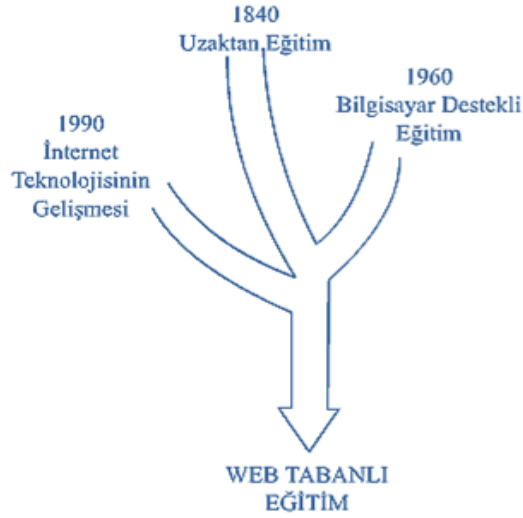 1840
Uzaktan Eğitim
1960
Bilgisayar Destekli
Eğitim
1990
İnternet
Teknolojisinin
Gelişmesi
WEB TABANLI
EĞİTİM